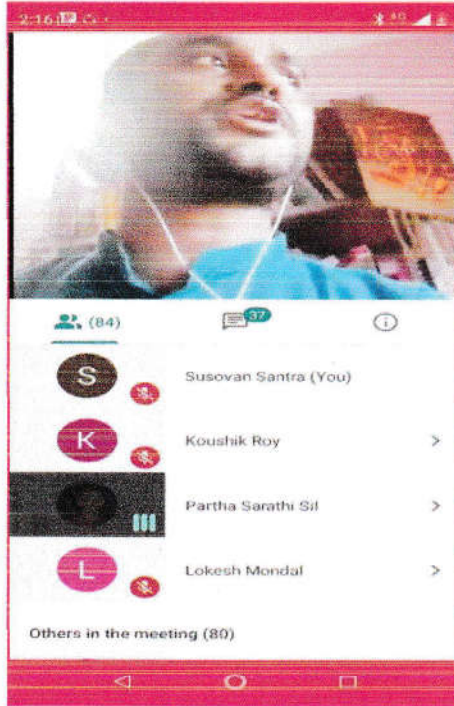 2:16
4G
(84)
37
S
Susovan Santra (You)
K
Koushik Roy
Partha Sarathi Sil
L
Lokesh Mondal
Others in the meeting (80)